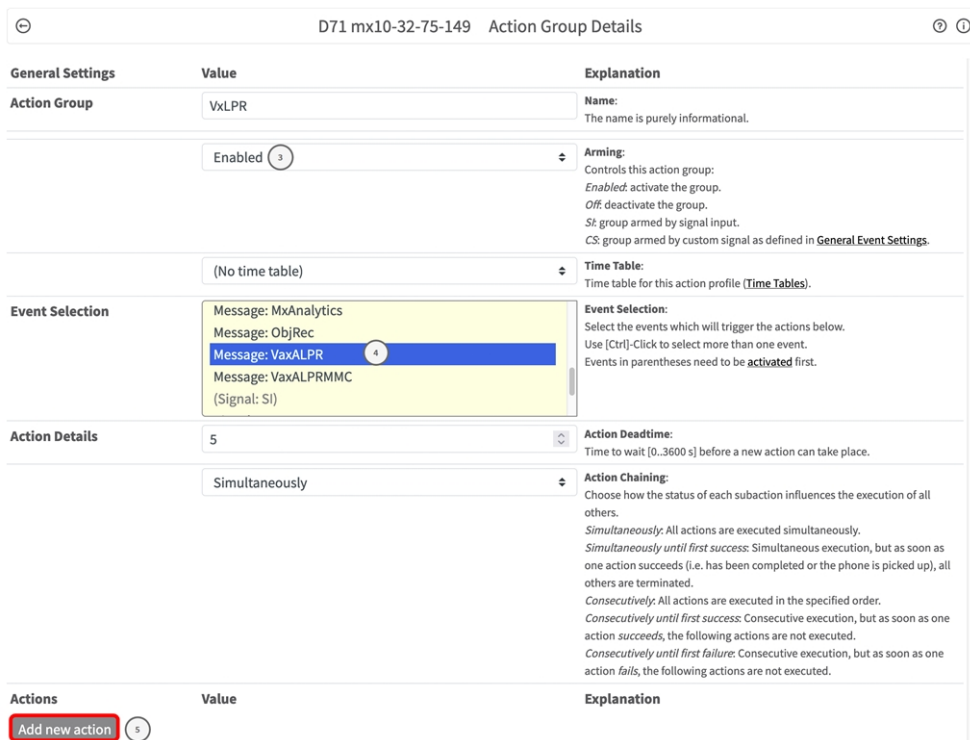 D71 mx10-32-75-149 Action Group Details
General Settings Value Explanation
Action Group VxLPR Name:
The name is purely informational.
Enabled 3 Arming:
Controls this action group:
Enabled: activate the group.
Off: deactivate the group.
SI: group armed by signal input.
CS: group armed by custom signal as defined in General Event Settings.
(No time table) Time Table:
Time table for this action profile (Time Tables).
Event Selection
Message: MxAnalytics
Message: ObjRec
Message: VaxALPR 4
Message: VaxALPRMMC
(Signal: SI)
Event Selection:
Select the events which will trigger the actions below.
Use [Ctrl]-Click to select more than one event.
Events in parentheses need to be activated first.
Action Details 5 Action Deadtime:
Time to wait [0..3600 s] before a new action can take place.
Simultaneously Action Chaining:
Choose how the status of each subaction influences the execution of all
others.
Simultaneously: All actions are executed simultaneously.
Simultaneously until first success: Simultaneous execution, but as soon as
one action succeeds (i.e. has been completed or the phone is picked up), all
others are terminated.
Consecutively: All actions are executed in the specified order.
Consecutively until first success: Consecutive execution, but as soon as one
action succeeds, the following actions are not executed.
Consecutively until first failure: Consecutive execution, but as soon as one
action fails, the following actions are not executed.
Actions Value Explanation
Add new action 5